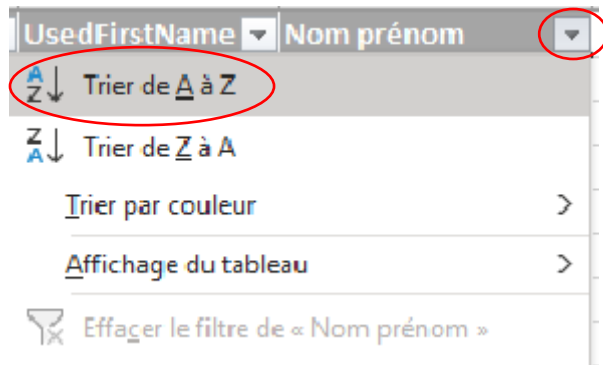 UsedFirstName Nom prénom
Trier de A à Z
Trier de Z à A
Trier par couleur
Affichage du tableau
Effacer le filtre de « Nom prénom »